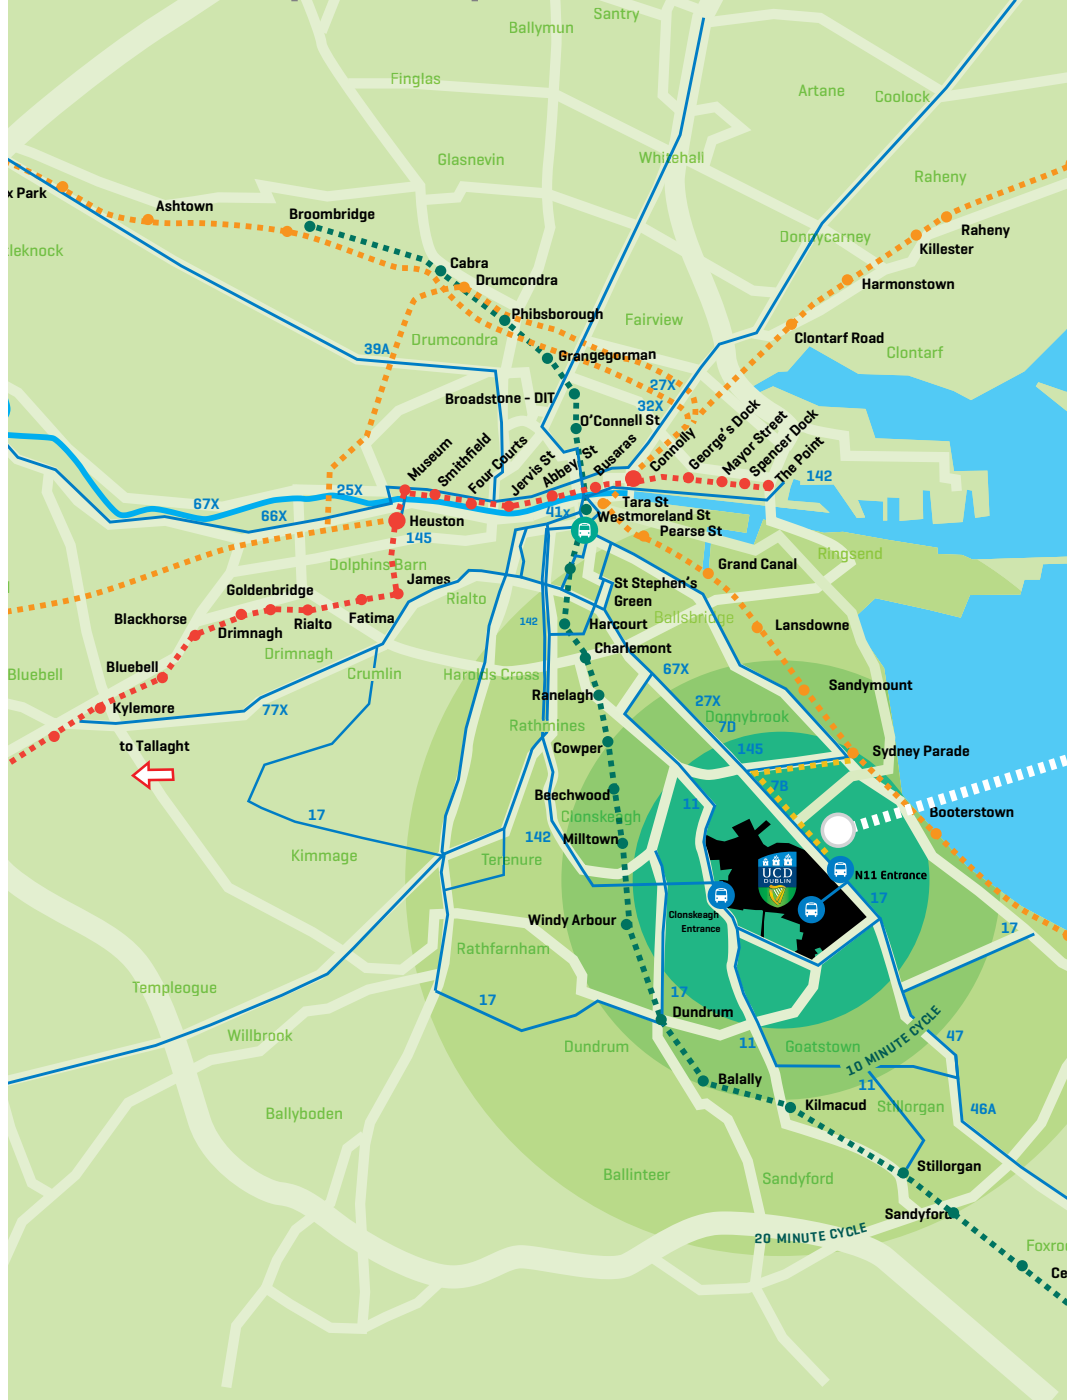 Santry
Ballymun
Finglas
Artane
Coolock
Glasnevin
Whitehall
Raheny
x Park
Ashtown
Broombridge
Raheny
Donnycarney
Killester
leknock
Cabra
Drumcondra
Harmonstown
Phibsborough
Fairview
Drumcondra
Clontarf Road
39A
Grangegorman
Clontarf
27X
Broadstone - DIT
32X
O'Connell St
Museum
Smithfield
Four Courts
Jervis St
Abbey St
Busaras
Connolly
George's Dock
Mayor Street
Spencer Dock
The Point
142
25X
67X
66X
41x
Tara St
Westmoreland St
Heuston
Pearse St
145
Ringsend
Dolphins Barn
Grand Canal
James
St Stephen's
Green
Goldenbridge
Rialto
Fatima
Blackhorse
Drimnagh
Rialto
142
Harcourt
Ballsbridge
Lansdowne
Drimnagh
Charlemont
Bluebell
Bluebell
Crumlin
Harolds Cross
67X
Sandymount
Ranelagh
27X
Kylemore
77X
Donnybrook
Rathmines
7D
to Tallaght
Cowper
145
Sydney Parade
7B
Beechwood
11
Booterstown
17
Clonskeagh
142
Milltown
Kimmage
Terenure
UCD
DUBLIN
N11 Entrance
17
Clonskeagh
Entrance
Windy Arbour
17
Rathfarnham
Templeogue
17
17
Dundrum
Willbrook
Dundrum
11
Goatstown
10 MINUTE CYCLE
47
Balally
11
Ballyboden
Kilmacud
Stillorgan
46A
Stillorgan
Ballinteer
Sandyford
Sandyford
20 MINUTE CYCLE
Foxro
Ce